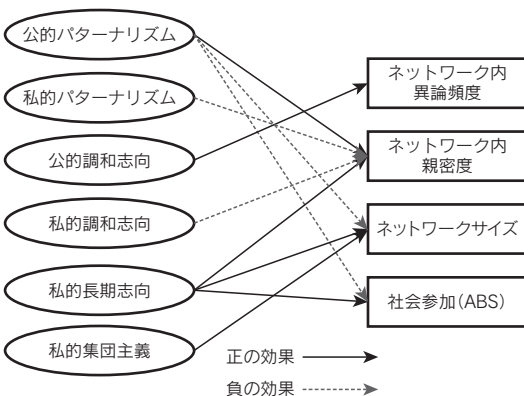 公的パターナリズム
私的パターナリズム
公的調和志向
私的調和志向
私的長期志向
私的集団主義
ネットワーク内
異論頻度
ネットワーク内
親密度
ネットワークサイズ
社会参加(ABS)
正の効果
負の効果